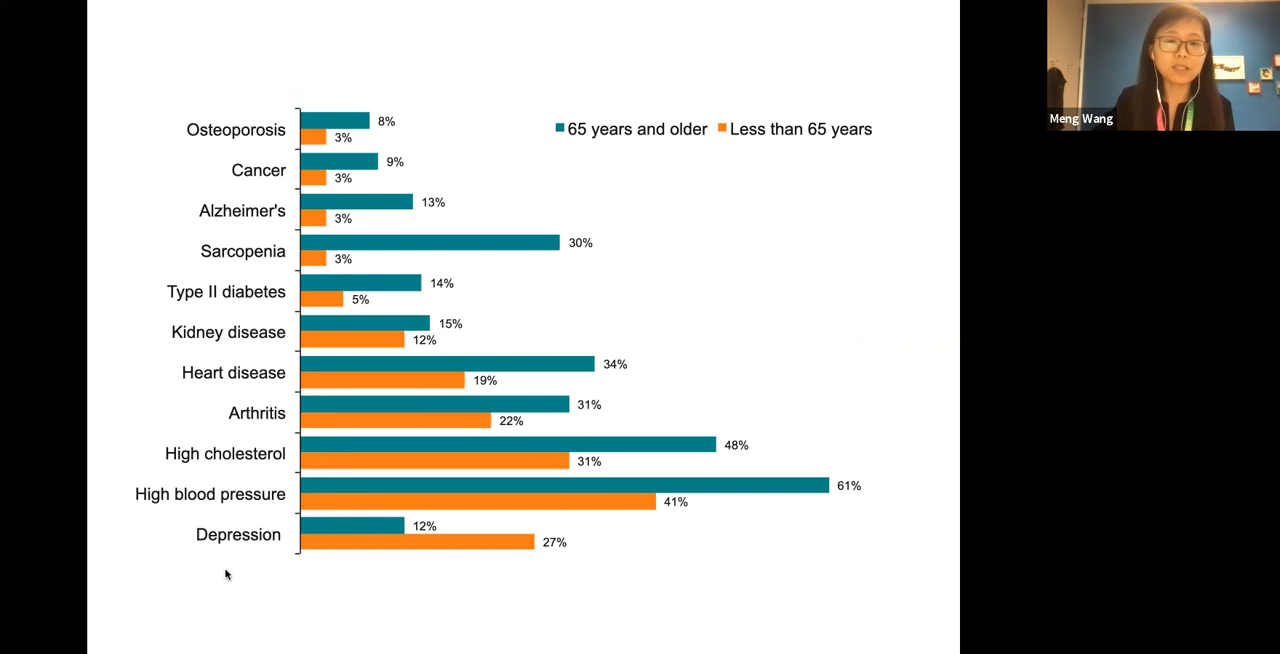 65 years and older Less than 65 years
Osteoporosis 8% 3%
Cancer 9% 3%
Alzheimer's 13% 3%
Sarcopenia 30% 3%
Type II diabetes 14% 5%
Kidney disease 15% 12%
Heart disease 34% 19%
Arthritis 31% 22%
High cholesterol 48% 31%
High blood pressure 61% 41%
Depression 12% 27%
Meng Wang